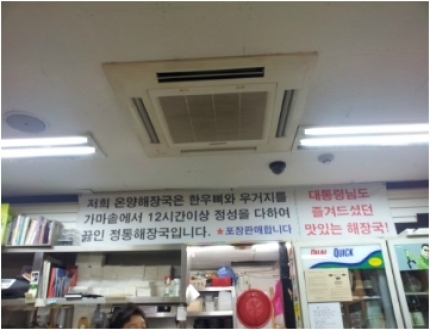 저희 온양해장국은 한우뼈와 우거지를
가마솥에서 12시간이상 정성을 다하여
끓인 정통해장국입니다. ★포장판매합니다
대통령님도
즐겨드셨던
맛있는 해장국!
QUICK